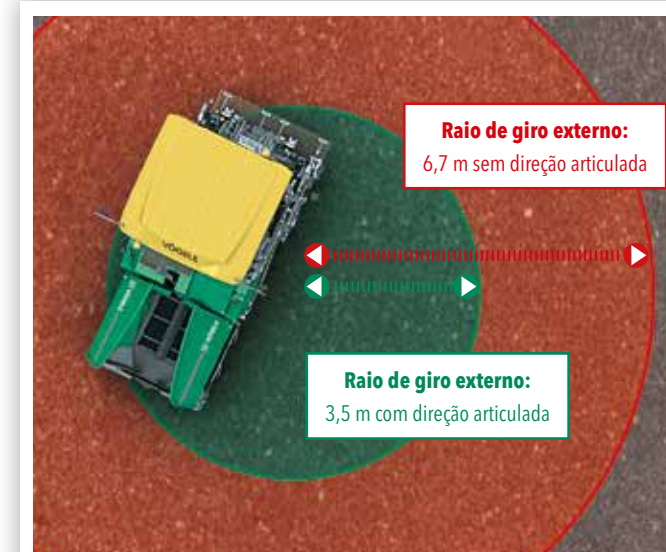 Raio de giro externo:
6,7 m sem direção articulada
VÖGELE
Raio de giro externo:
3,5 m com direção articulada